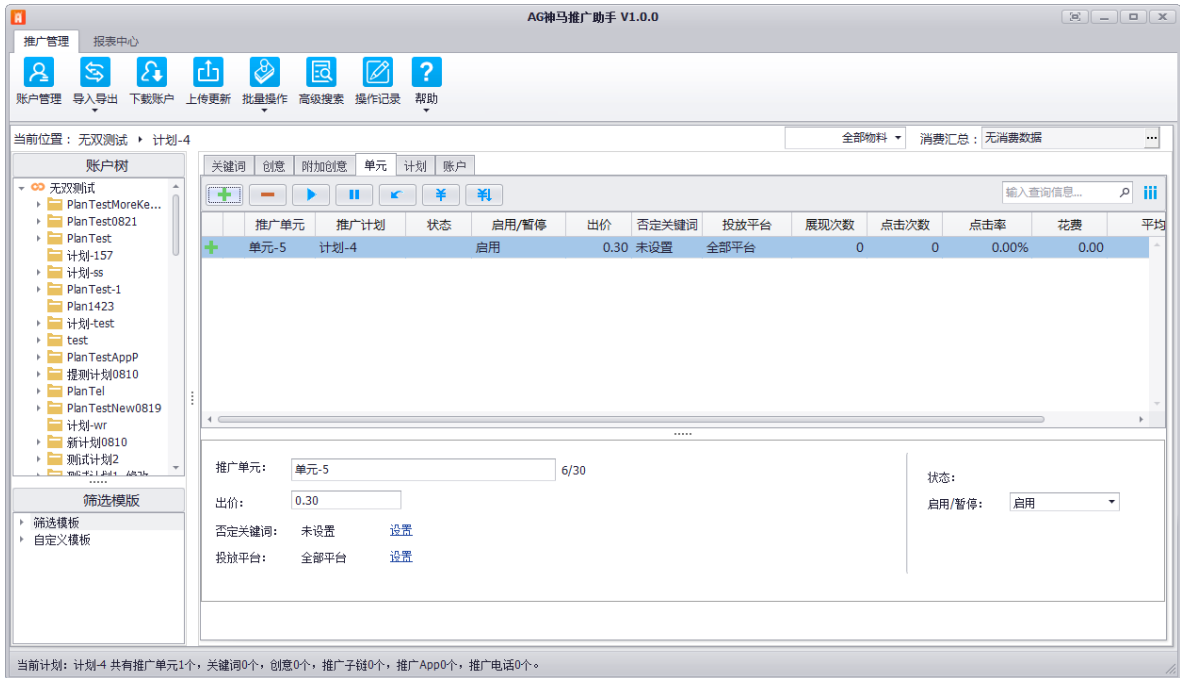 AG神马推广助手 V1.0.0
推广管理 报表中心
账户管理 导入导出 下载账户 上传更新 批量操作 高级搜索 操作记录 帮助
当前位置： 无双测试 计划-4 全部物料 消费汇总： 无消费数据
账户树
无双测试
PlanTestMoreKe...
PlanTest0821
PlanTest
计划-157
计划-ss
PlanTest-1
Plan1423
计划-test
test
PlanTestAppP
提测计划0810
PlanTel
PlanTestNew0819
计划-wr
新计划0810
测试计划2
筛选模版
筛选模板
自定义模板
关键词 创意 附加创意 单元 计划 账户
输入查询信息...
推广单元 推广计划 状态 启用/暂停 出价 否定关键词 投放平台 展现次数 点击次数 点击率 花费 平均
单元-5 计划-4 启用 0.30 未设置 全部平台 0 0 0.00% 0.00
推广单元： 单元-5 6/30
出价： 0.30
否定关键词： 未设置 设置
投放平台： 全部平台 设置
状态：
启用/暂停： 启用
当前计划：计划-4 共有推广单元1个，关键词0个，创意0个，推广子链0个，推广App0个，推广电话0个。